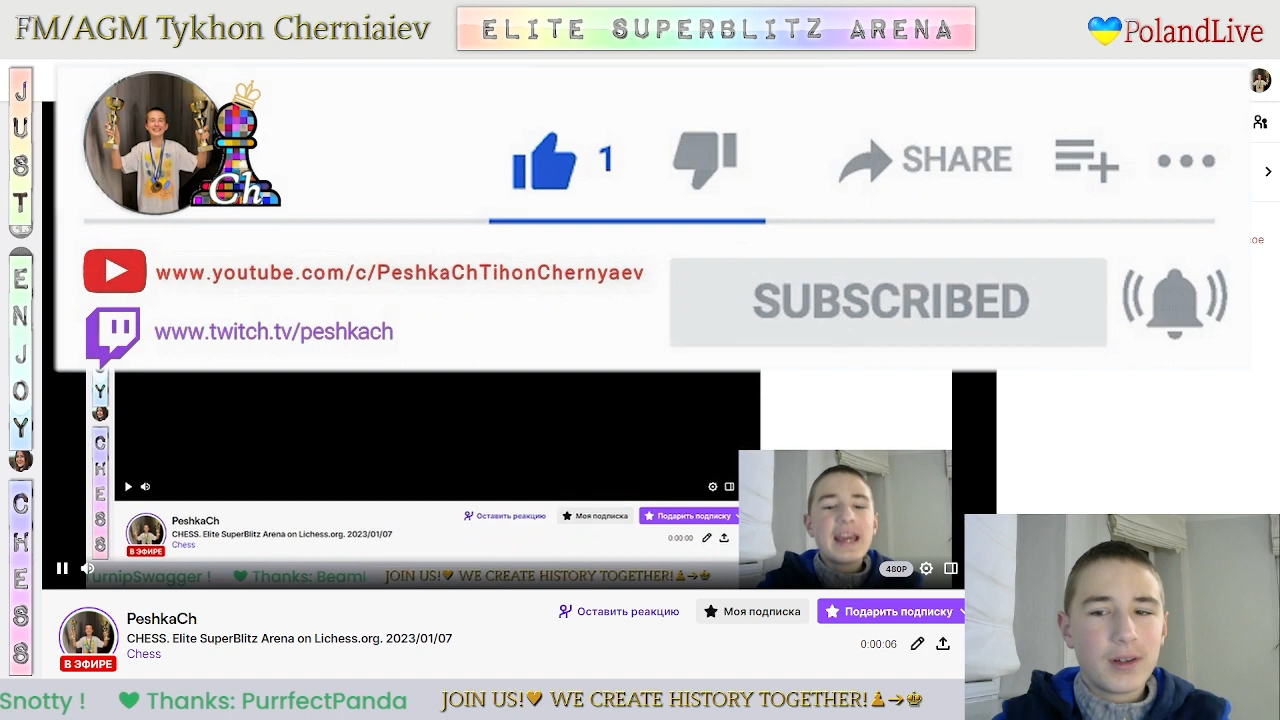 FM/AGM Tykhon Cherniaiev
ELITE SUPERBLITZ ARENA
PolandLive
JUST
ENJOY
CHESS
Ch
1
SHARE
www.youtube.com/c/PeshkaChTihonChernyaev
SUBSCRIBED
www.twitch.tv/peshkach
Y
CHESS
Оставить реакцию
Моя подписка
Подарить подписку
PeshkaCh
CHESS. Elite SuperBlitz Arena on Lichess.org. 2023/01/07
Chess
В ЭФИРЕ
0:00:00
urnipSwagger !
Thanks: Beam!
JOIN US! WE CREATE HISTORY TOGETHER!
480P
PeshkaCh
Оставить реакцию
Моя подписка
Подарить подписку
CHESS. Elite SuperBlitz Arena on Lichess.org. 2023/01/07
Chess
В ЭФИРЕ
0:00:06
Snotty !
Thanks: PurrfectPanda
JOIN US! WE CREATE HISTORY TOGETHER!